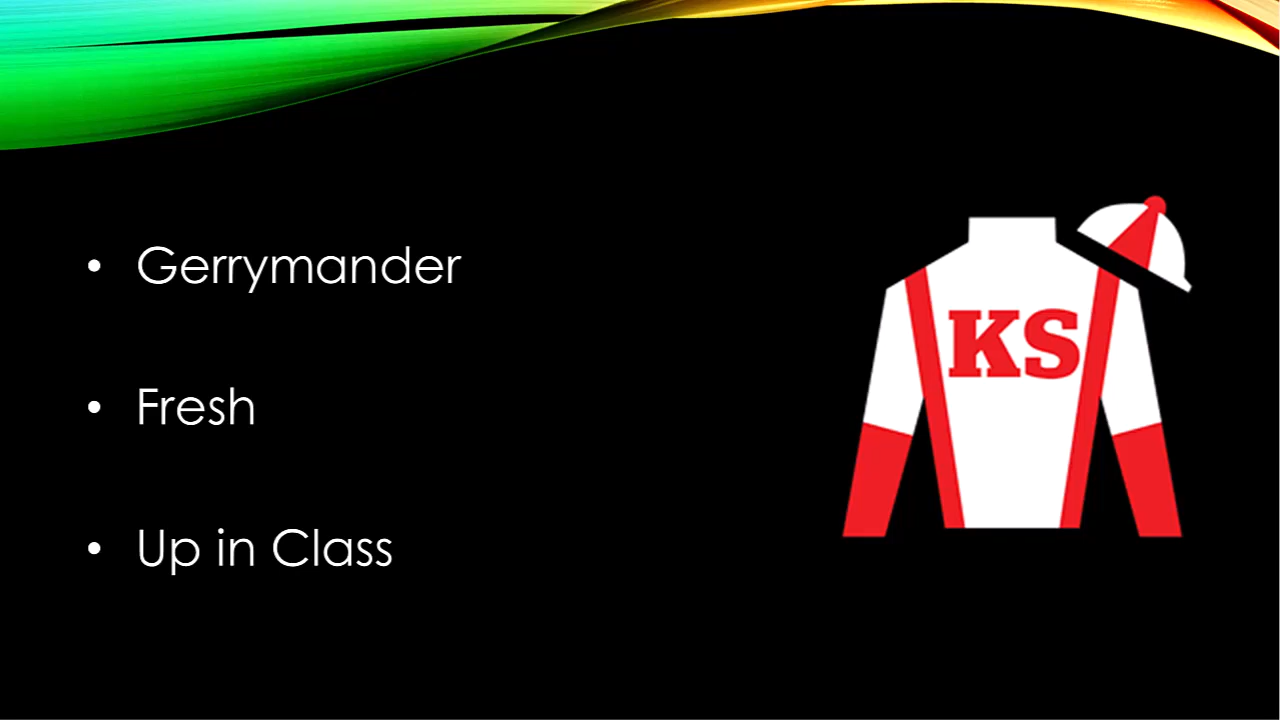 • Gerrymander
• Fresh
• Up in Class
KS